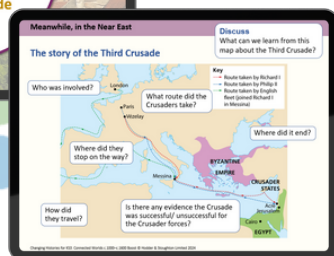 de
Meanwhile, in the Near East
Discuss
What can we learn from this
map about the Third Crusade?
The story of the Third Crusade
Key
Route taken by Richard I
Route taken by Philip II
Route taken by English
fleet (joined Richard I
in Messina)
Who was involved?
London
What route did the
Crusaders take?
Paris
Vézelay
Where did it end?
Where did they
stop on the way?
BYZANTINE
EMPIRE
Messina
CRUSADER
STATES
Acre
Jerusalem
Cairo
EGYPT
How did
they travel?
Is there any evidence the Crusade
was successful/ unsuccessful for
the Crusader forces?